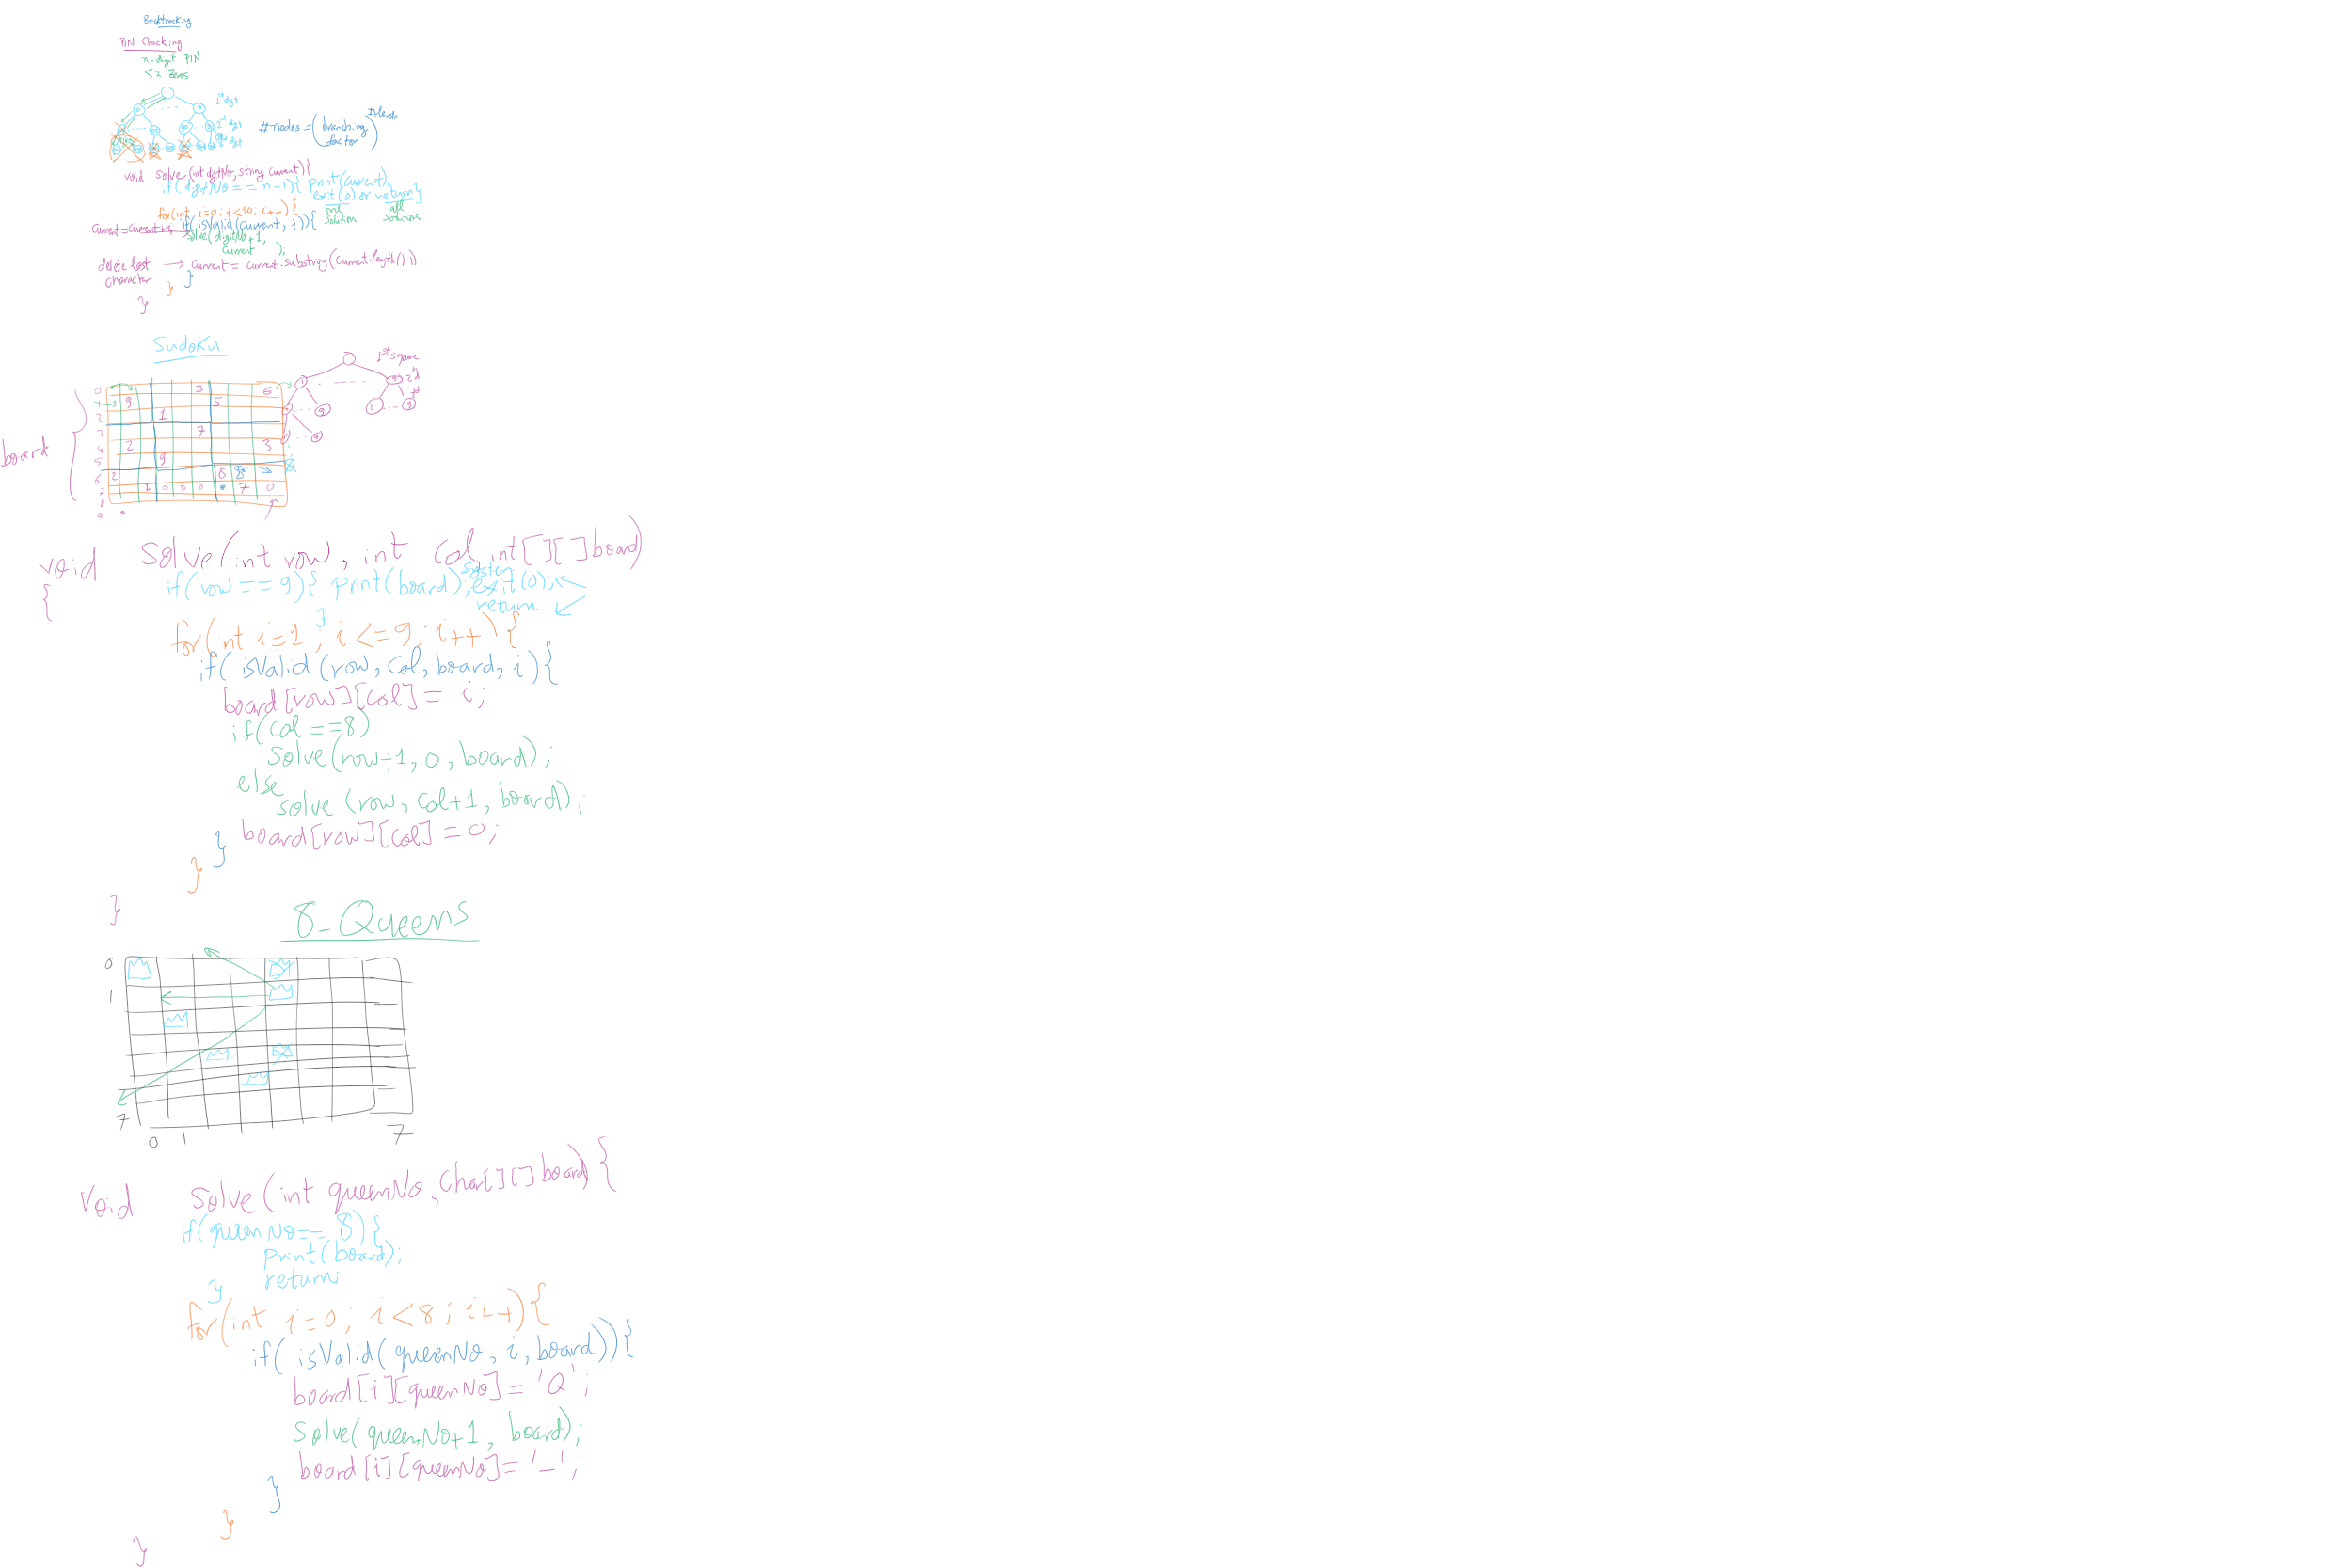 Backtracking
PIN Cracking
n-digit PIN
<2 zeros
1st digit
2nd digit
3rd digit
#nodes = (branching factor)^#levels
void solve(int digitNo, string current){
if(digitNo == n-1){ print(current);
exit(0) or return}
one solution
all solutions
for(int i=0; i<10; i++){
current=current+i; if(isValid(current, i)){
solve(digitNo+1,
current );
delete last character → current = current.substring(current.length()-1)
}
}
}
Sudoku
1st square
2nd
3rd
board
0 3 6
1 9 5
2 1
3 7
4 2 3
5 9
6 2 8 8
7 1 0 0 0 7 0
8
9
void solve(int row, int col, int[][]board)
{
if(row == 9){ print(board); system exit(0);
return
}
for(int i=1; i<=9; i++){
if(isValid(row, col, board, i){
board[row][col] = i;
if(col ==8)
solve(row+1, 0, board);
else
solve(row, col+1, board);
board[row][col] = 0;
}
}
}
8-Queens
0
1
7
0 1 7
void solve(int queenNo, char[][]board){
if(queenNo== 8){
print(board);
return;
}
for(int i=0; i<8; i++){
if( isValid(queenNo, i, board)){
board[i][queenNo] = 'Q';
solve(queenNo+1, board);
board[i][queenNo]= '_';
}
}
}